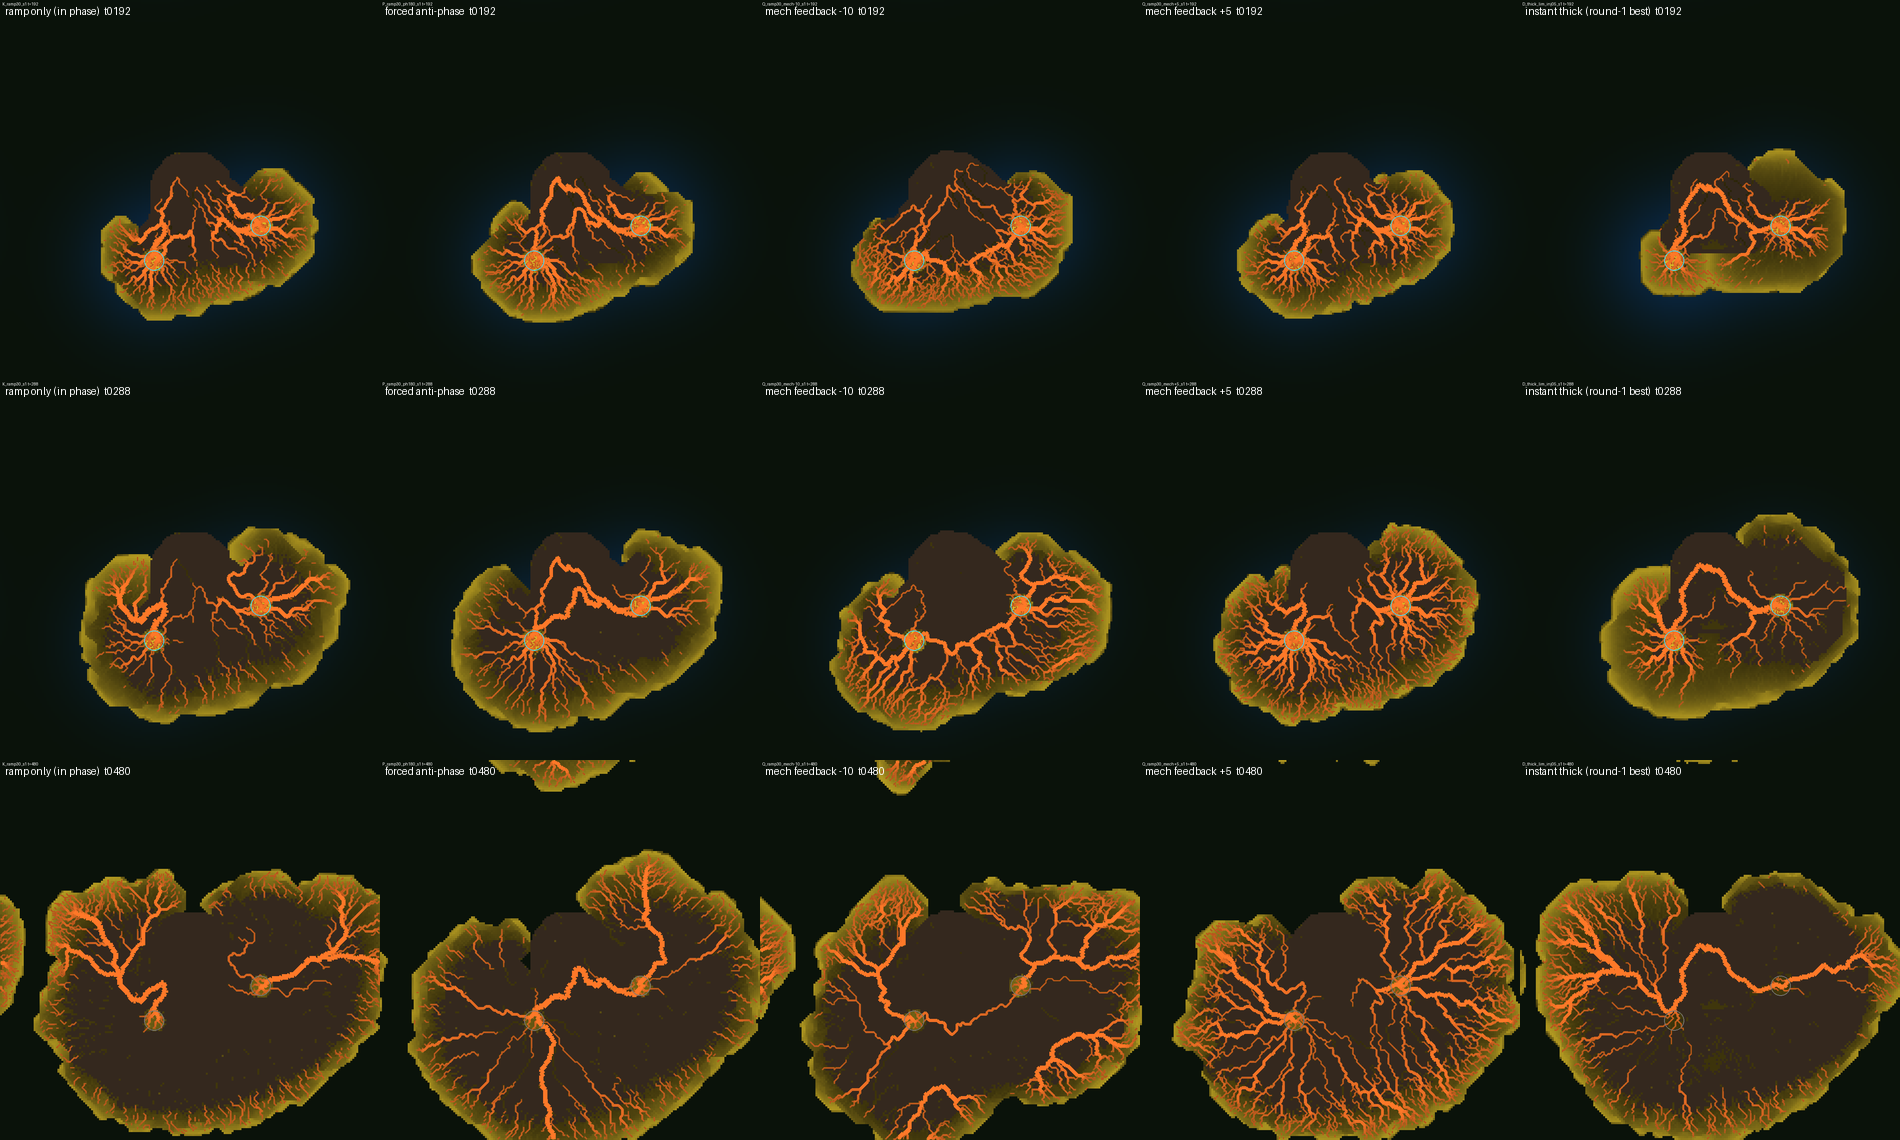 ramp only (in phase) t0192
forced anti-phase t0192
mech feedback -10 t0192
mech feedback +5 t0192
instant thick (round-1 best) t0192
ramp only (in phase) t0288
forced anti-phase t0288
mech feedback -10 t0288
mech feedback +5 t0288
instant thick (round-1 best) t0288
ramp only (in phase) t0480
forced anti-phase t0480
mech feedback -10 t0480
mech feedback +5 t0480
instant thick (round-1 best) t0480